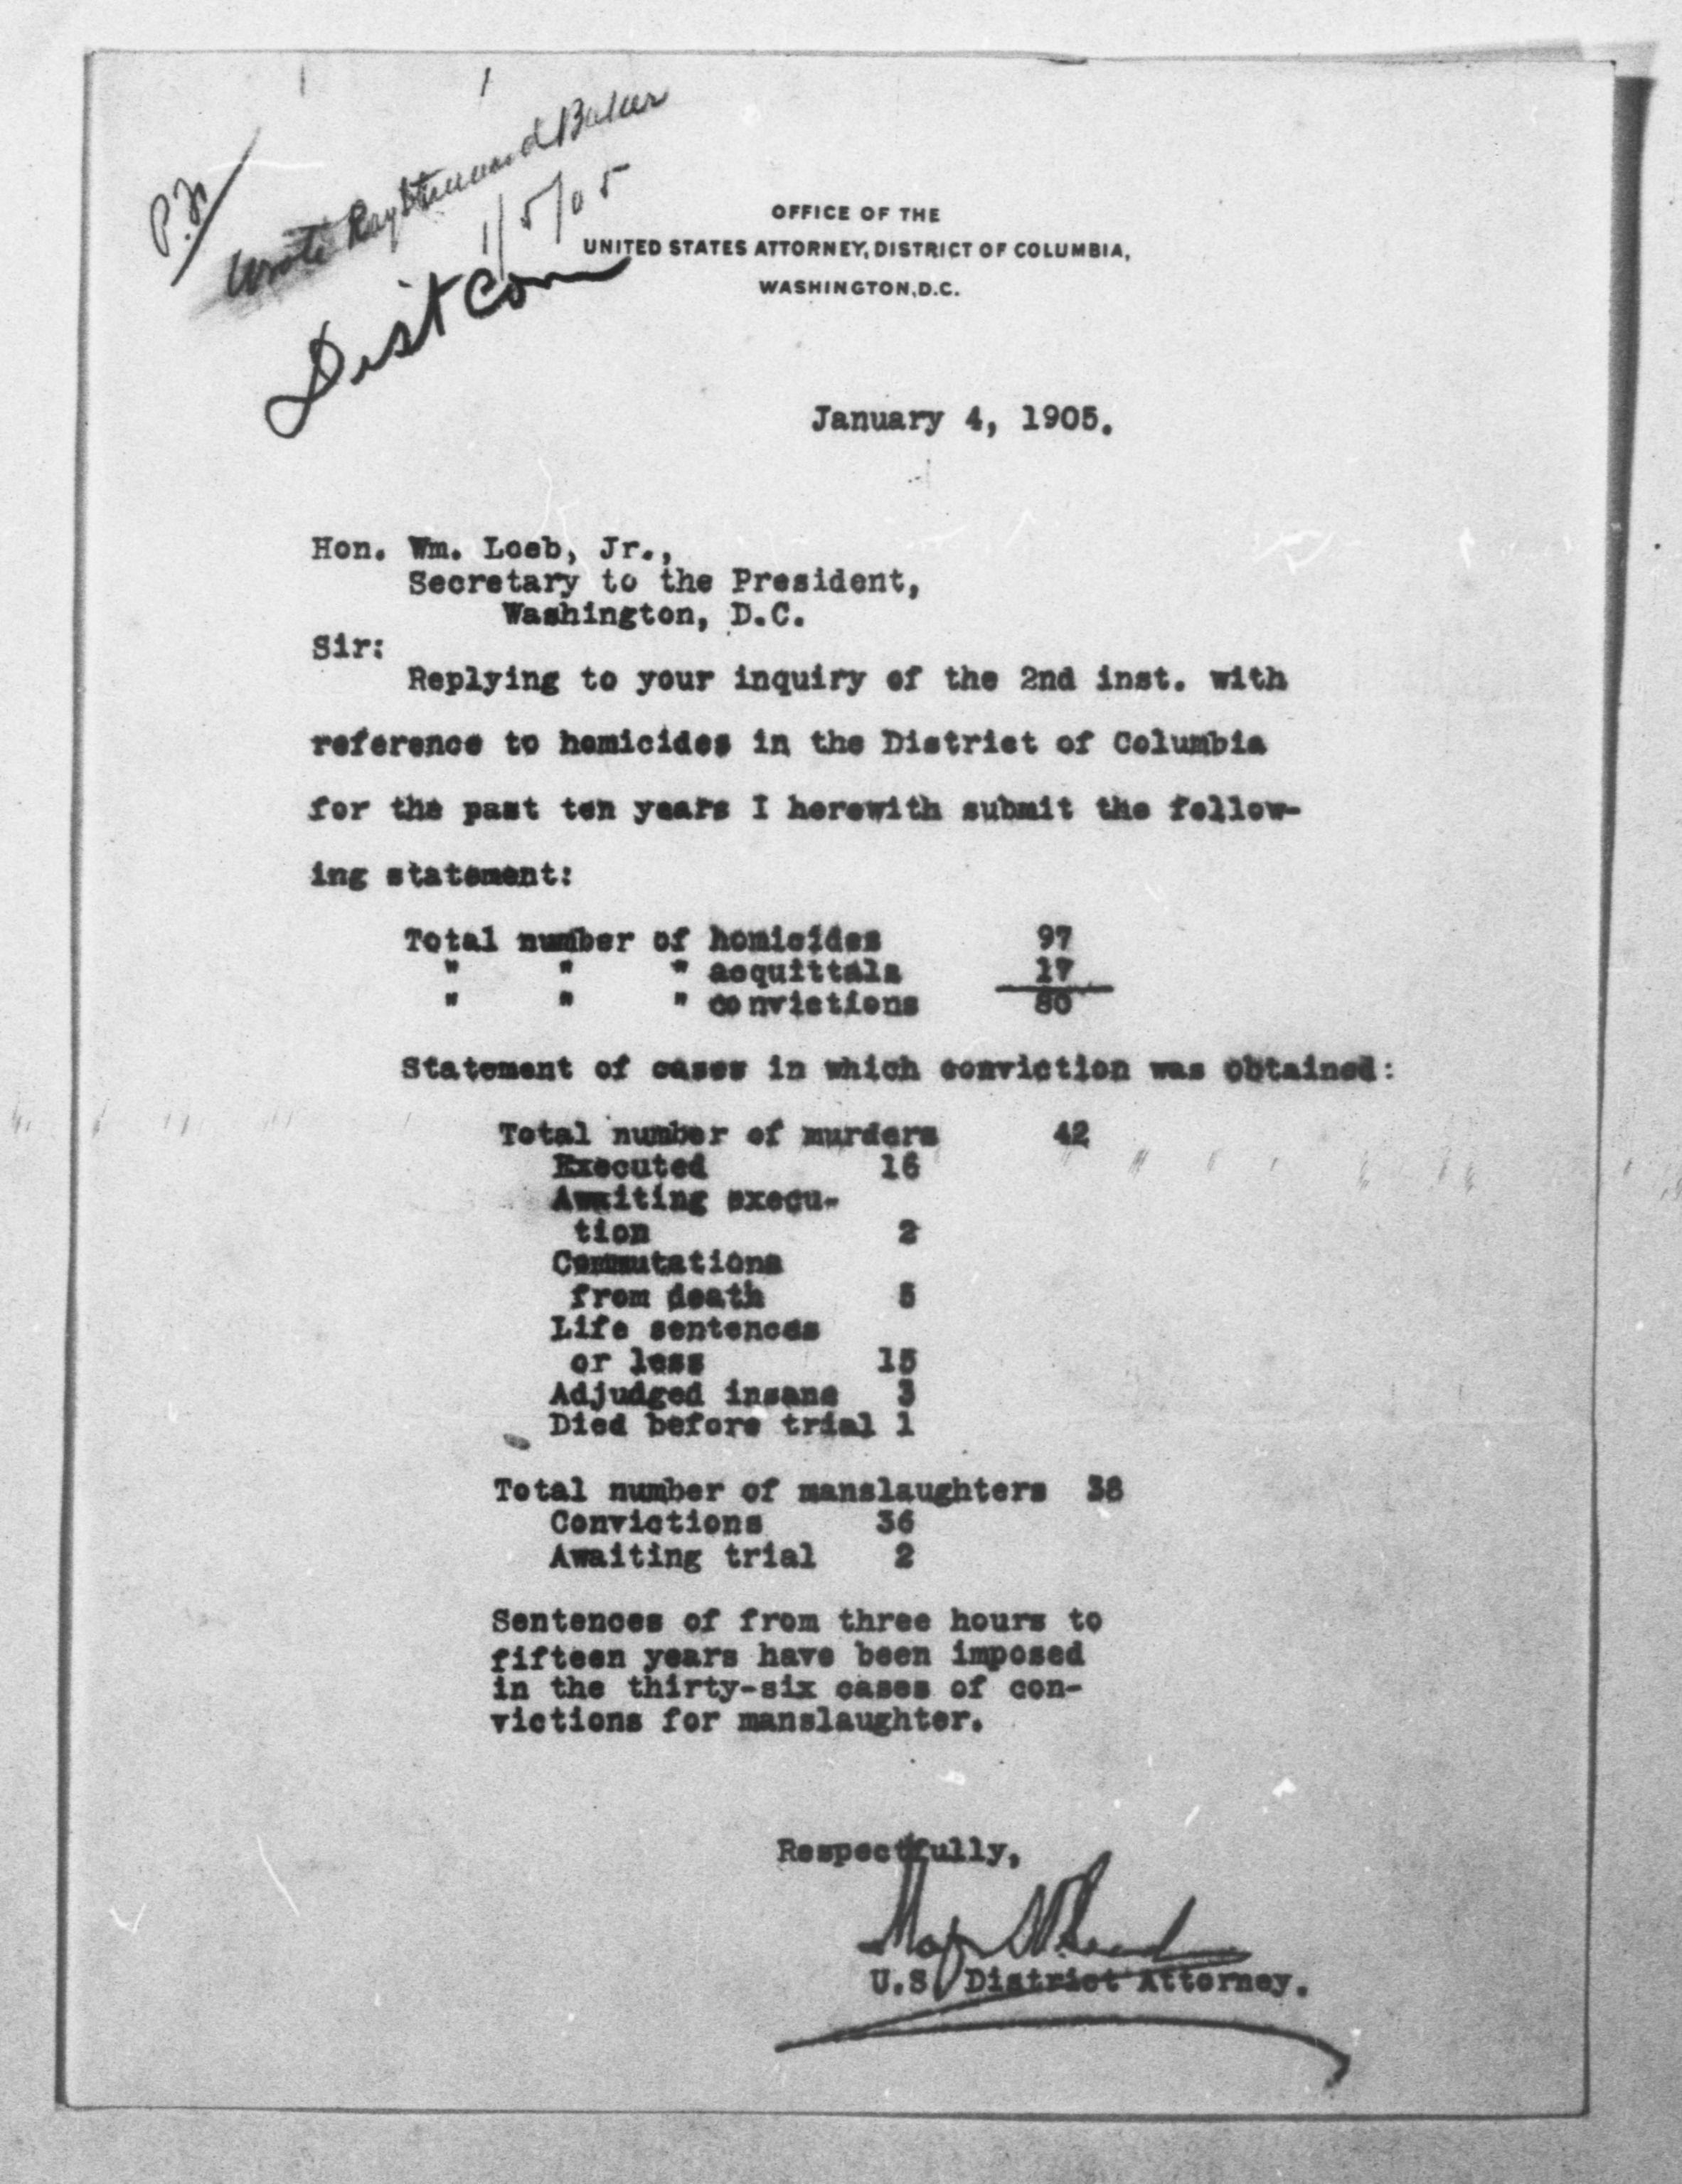 P.F.
Wrote Ray Stannard Baker
1/5/05
Dist Com
OFFICE OF THE
UNITED STATES ATTORNEY, DISTRICT OF COLUMBIA,
WASHINGTON, D.C.
January 4, 1905.
Hon. Wm. Loeb, Jr.,
Secretary to the President,
Washington, D.C.
Sir:
Replying to your inquiry of the 2nd inst. with
reference to homicides in the District of Columbia
for the past ten years I herewith submit the follow-
ing statement:
Total number of homicides 97
" " " acquittals 17
" " " convictions 80
Statement of cases in which conviction was obtained:
Total number of murders 42
Executed 16
Awaiting execu-
tion 2
Commutations
from death 5
Life sentences
or less 15
Adjudged insane 3
Died before trial 1
Total number of manslaughters 38
Convictions 36
Awaiting trial 2
Sentences of from three hours to
fifteen years have been imposed
in the thirty-six cases of con-
victions for manslaughter.
Respectfully,
U.S. District Attorney.